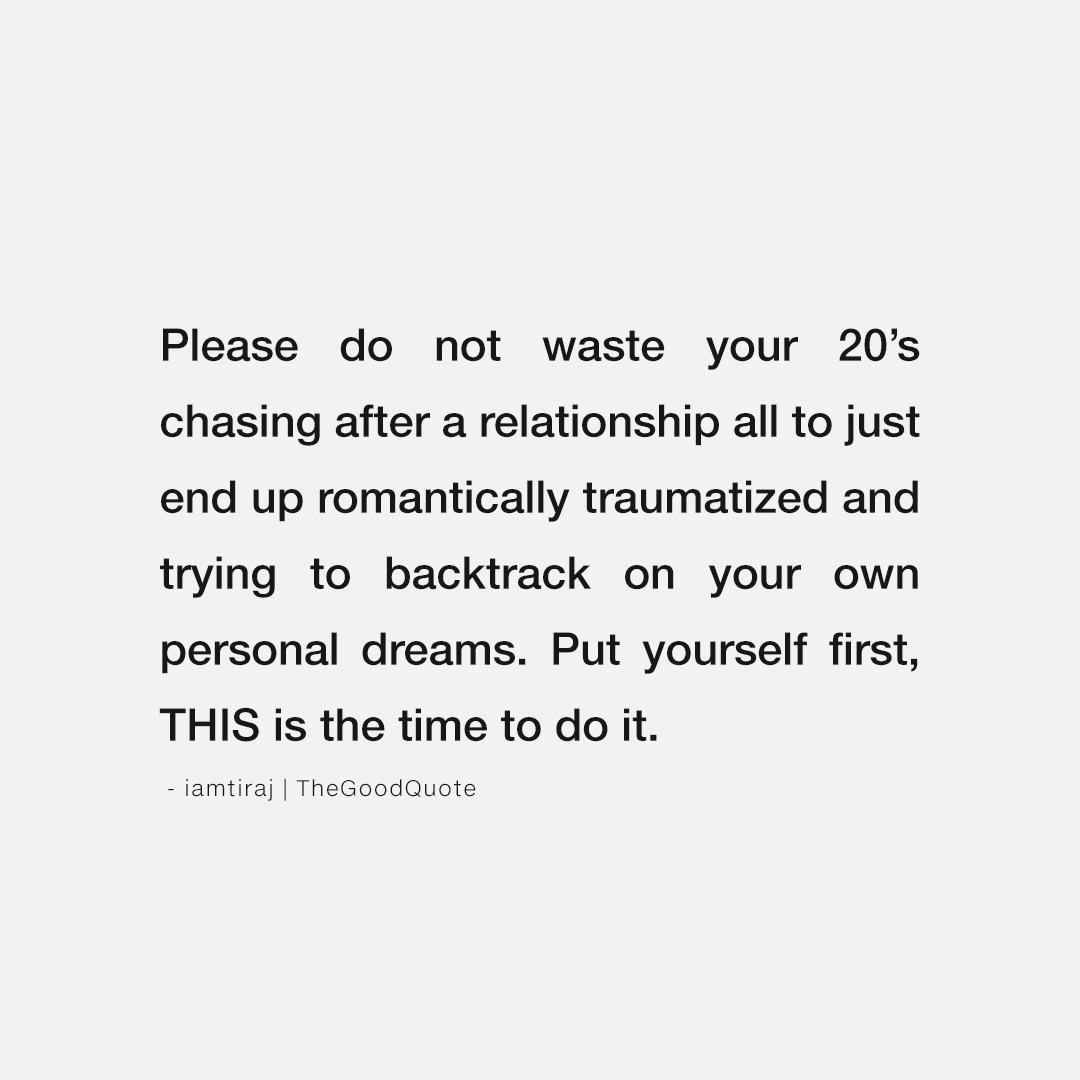 Please do not waste your 20’s
chasing after a relationship all to just
end up romantically traumatized and
trying to backtrack on your own
personal dreams. Put yourself first,
THIS is the time to do it.
- iamtiraj | TheGoodQuote